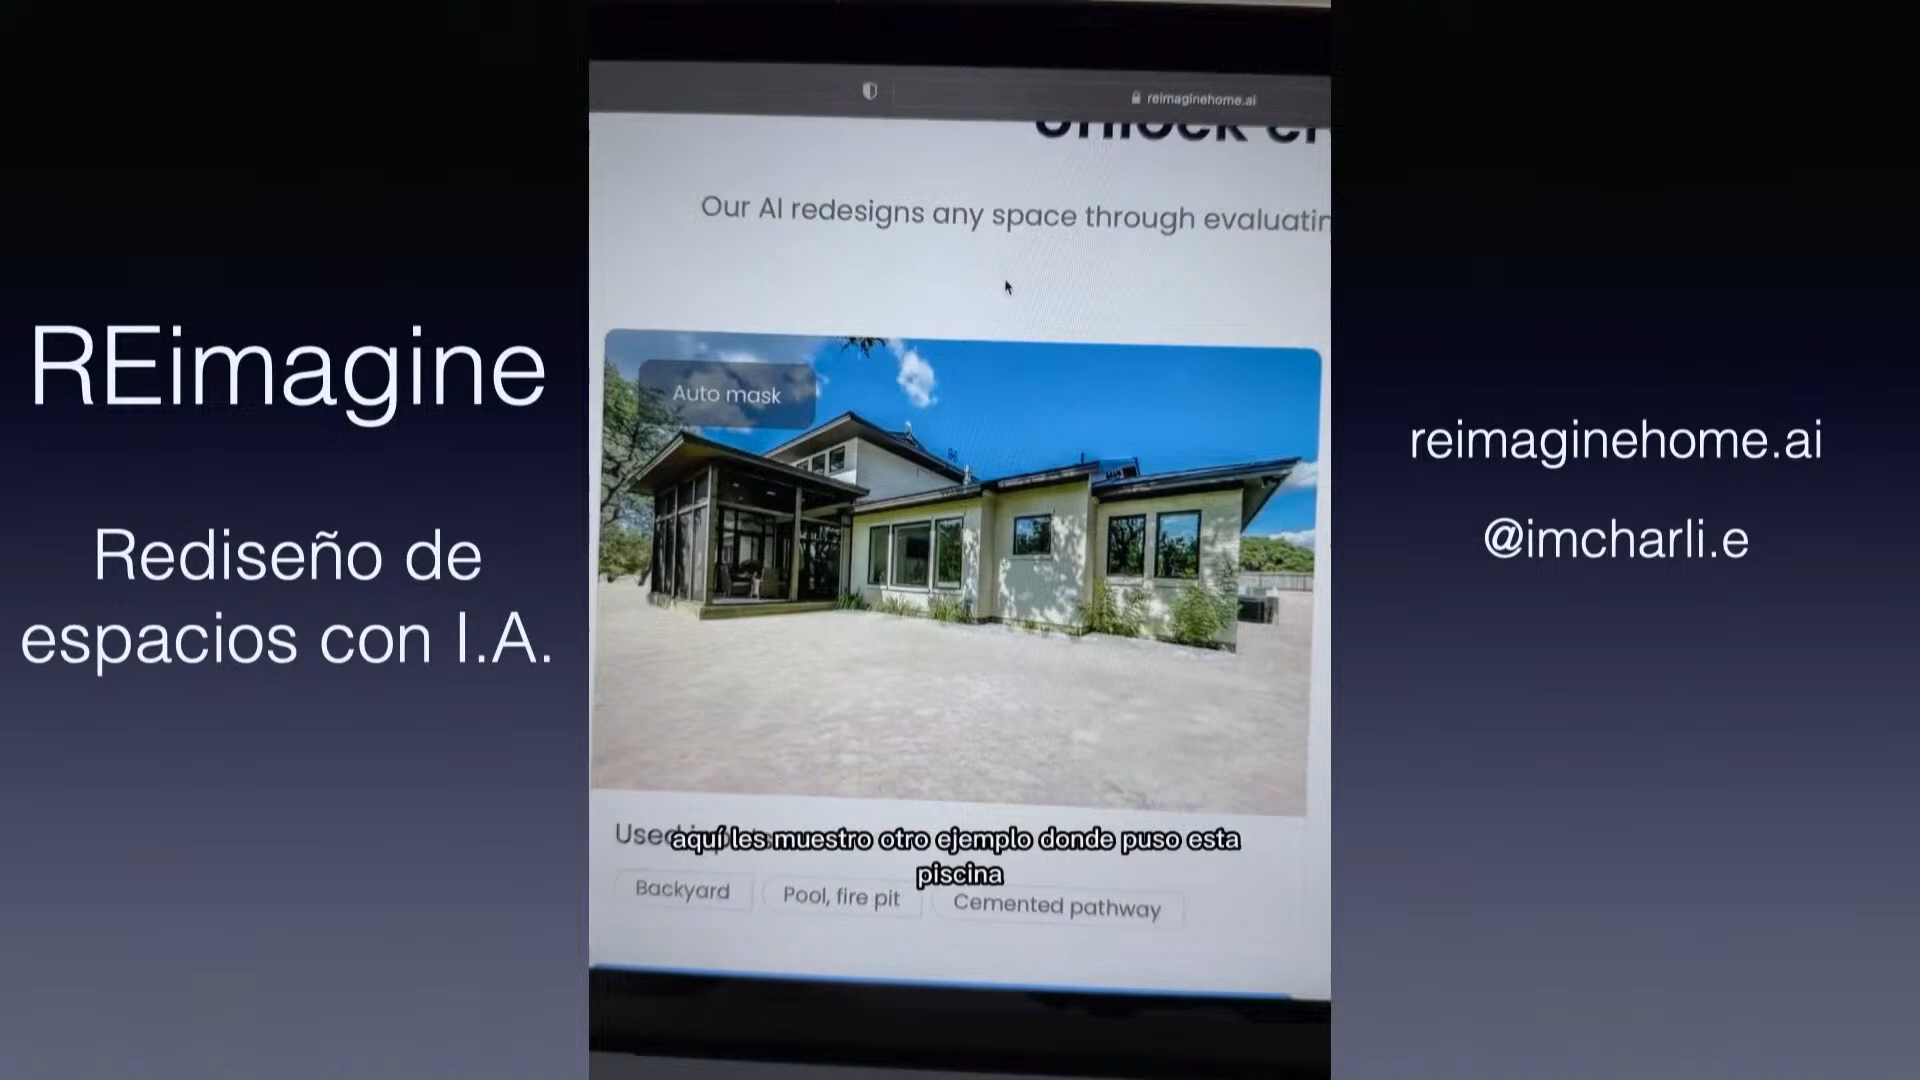 REimagine
Rediseño de
espacios con I.A.
reimaginehome.ai
Our AI redesigns any space through
Auto mask
aquí les muestro otro ejemplo donde puso esta
piscina
Backyard
Pool, fire pit
Cemented pathway
reimaginehome.ai
@imcharli.e